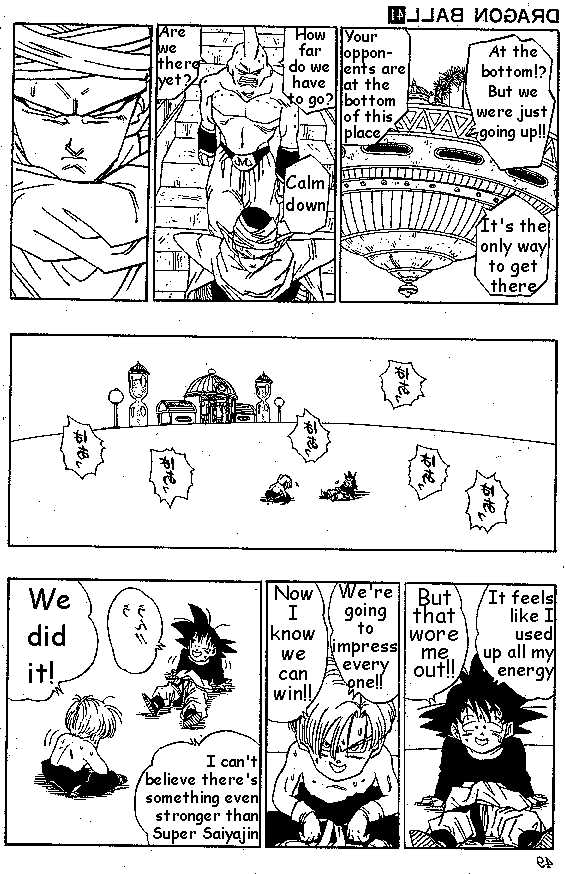 DRAGON BALL 41
Are
we
there
yet?
How
far
do we
have
to go?
Calm
down
Your
oppon-
ents are
at the
bottom
of this
place
At the
bottom!?
But we
were just
going up!!
It's the
only way
to get
there
We
did
it!
I can't
believe there's
something even
stronger than
Super Saiyajin
Now
I
know
we
can
win!!
We're
going
to
impress
every
one!!
But
that
wore
me
out!!
It feels
like I
used
up all my
energy
49